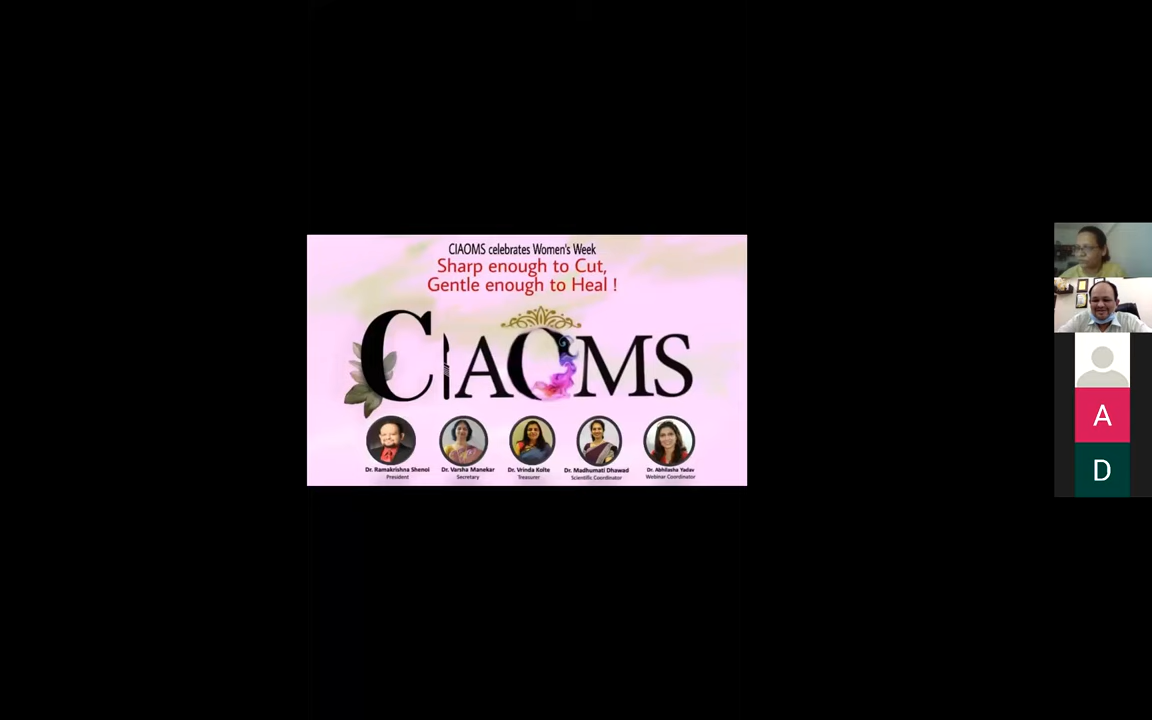 CIAOMS celebrates Women's Week
Sharp enough to Cut,
Gentle enough to Heal !
CIAOMS
Dr. Ramakrishna Shenoi Dr. Varsha Manekar Dr. Vrinda Kolte Dr. Madhumati Dhawad Dr. Abhilasha Yadav
President Secretary Treasurer Scientific Coordinator Webinar Coordinator
A
D